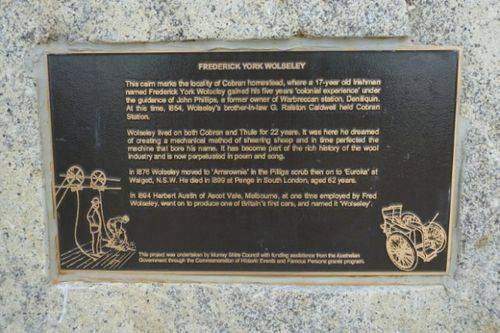 FREDERICK YORK WOLSELEY
This cairn marks the locality of Cobran homestead, where a 17-year old Irishman
named Frederick York Wolseley gained his five years 'colonial experience' under
the guidance of John Phillips, a former owner of Warbreccan station, Deniliquin.
At this time, 1854, Wolseley's brother-in-law G. Ralston Caldwell held Cobran
Station.
Wolseley lived on both Cobran and Thule for 22 years. It was here he dreamed
of creating a mechanical method of shearing sheep and in time perfected the
machine that bore his name. It has become part of the rich history of the wool
industry and is now perpetuated in poem and song.
In 1876 Wolseley moved to 'Arrarownie' in the Pilliga scrub then on to 'Euroka' at
Walgett, N.S.W. He died in 1899 at Penge in South London, aged 62 years.
In 1894 Herbert Austin of Ascot Vale, Melbourne, at one time employed by Fred
Wolseley, went on to produce one of Britain's first cars, and named it 'Wolseley'.
This project was undertaken by Murray Shire Council with assistance from the Australian
Government through the Commemoration of Historic Events and Famous Persons grants program.